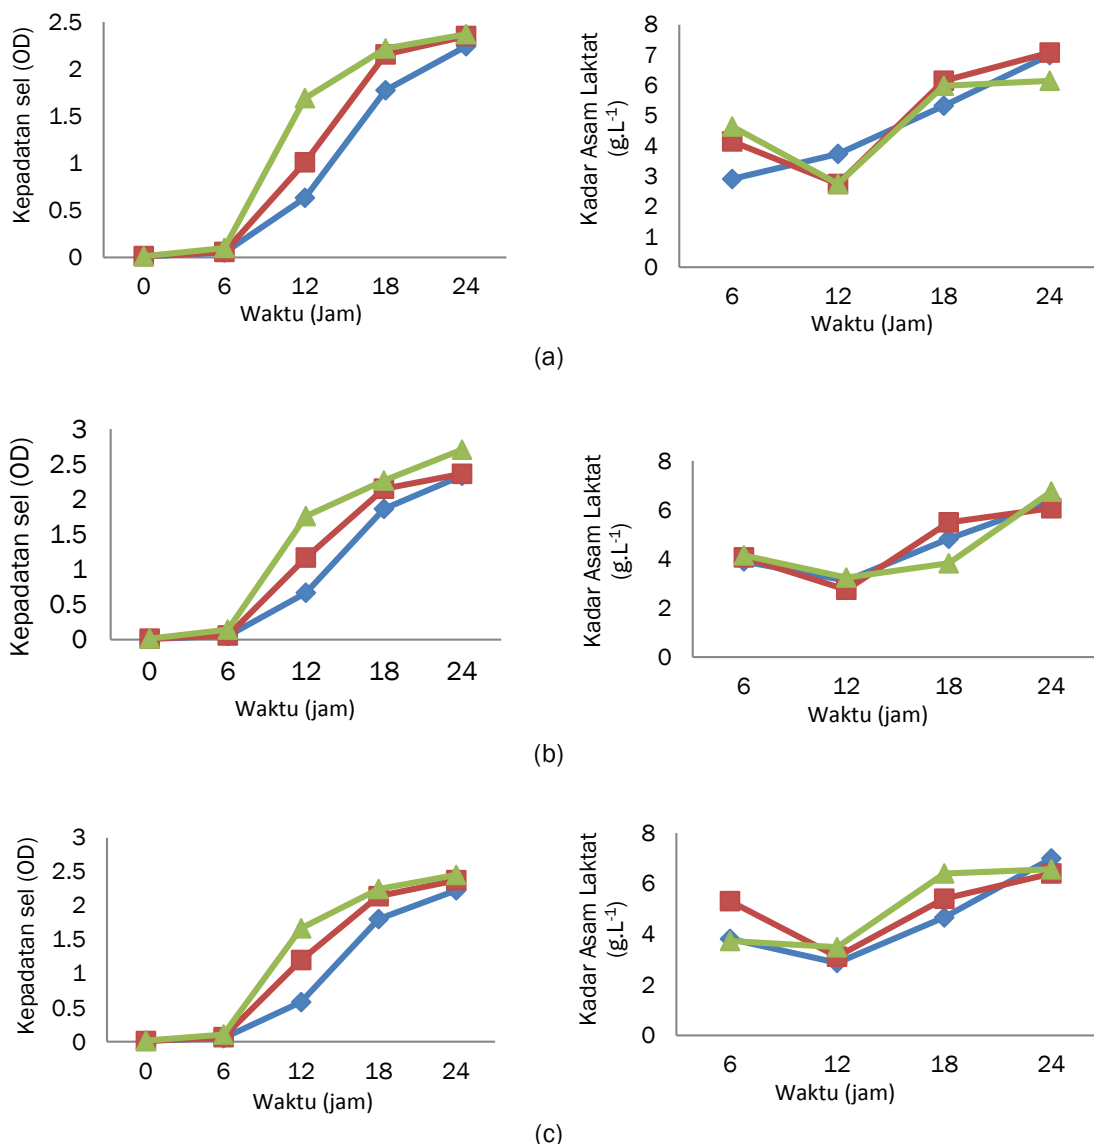 Kepadatan sel (OD)
2.5
2
1.5
1
0.5
0
0 6 12 18 24
Waktu (Jam)
Kadar Asam Laktat
(g.L-1)
8
7
6
5
4
3
2
1
0
6 12 18 24
Waktu (Jam)
(a)
Kepadatan sel (OD)
3
2.5
2
1.5
1
0.5
0
0 6 12 18 24
Waktu (jam)
Kadar Asam Laktat
(g.L-1)
8
6
4
2
0
6 12 18 24
Waktu (jam)
(b)
Kepadatan sel (OD)
3
2.5
2
1.5
1
0.5
0
0 6 12 18 24
Waktu (jam)
Kadar Asam Laktat
(g.L-1)
8
6
4
2
0
6 12 18 24
Waktu (jam)
(c)